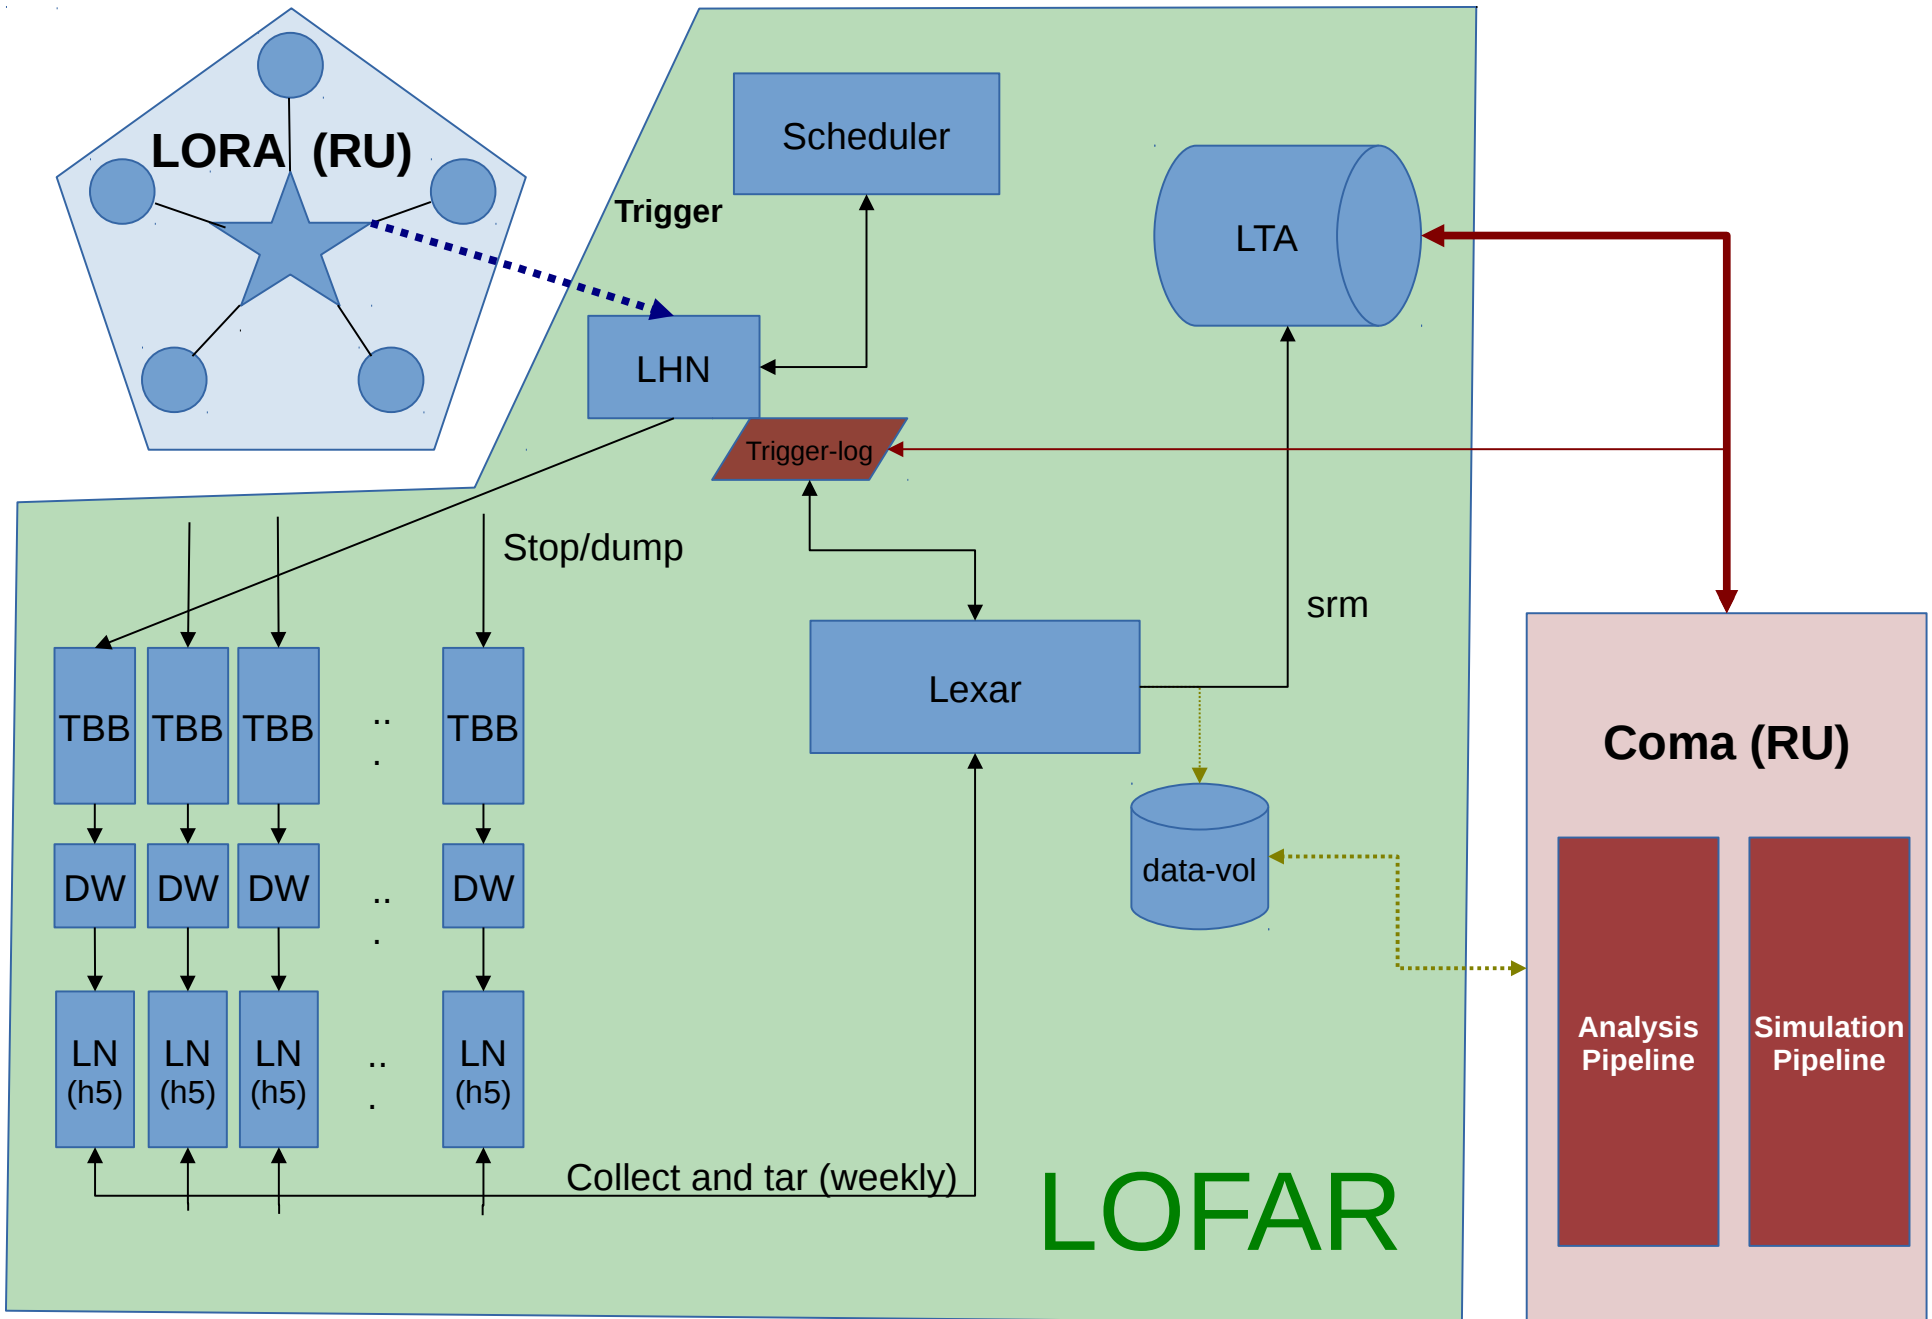 LORA (RU)
Scheduler
Trigger
LTA
LHN
Trigger-log
Stop/dump
srm
Lexar
Coma (RU)
TBB TBB TBB .. TBB
.
data-vol
DW DW DW .. DW
.
Analysis
Pipeline
Simulation
Pipeline
LN LN LN .. LN
(h5) (h5) (h5) . (h5)
Collect and tar (weekly)
LOFAR